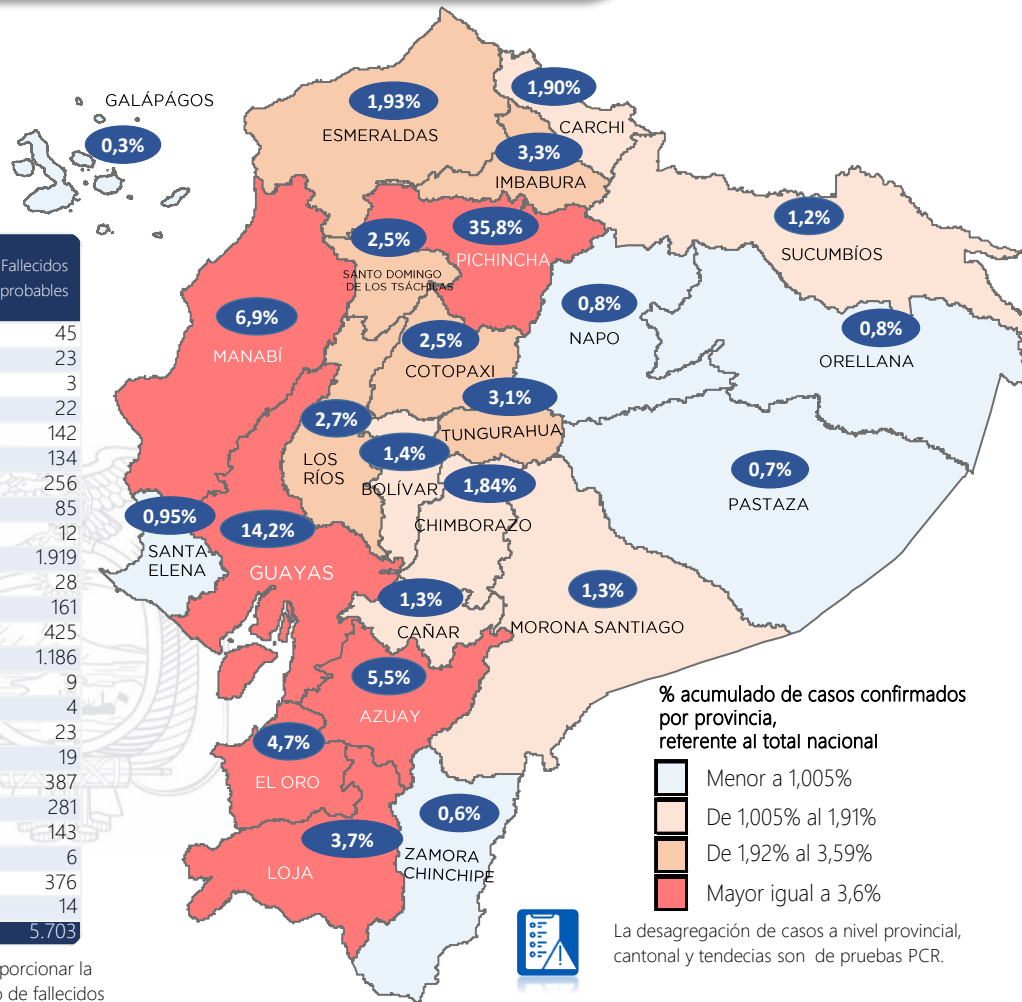 GALÁPÁGOS
0,3%
1,93%
ESMERALDAS
1,90%
CARCHI
3,3%
IMBABURA
1,2%
SUCUMBÍOS
35,8%
PICHINCHA
2,5%
SANTO DOMINGO
DE LOS TSÁCHILAS
0,8%
NAPO
0,8%
ORELLANA
6,9%
MANABÍ
2,5%
COTOPAXI
3,1%
TUNGURAHUA
2,7%
LOS
RÍOS
1,4%
BOLÍVAR
1,84%
CHIMBORAZO
0,7%
PASTAZA
0,95%
SANTA
ELENA
14,2%
GUAYAS
1,3%
CAÑAR
1,3%
MORONA SANTIAGO
5,5%
AZUAY
4,7%
EL ORO
3,7%
LOJA
0,6%
ZAMORA
CHINCHIPE
Fallecidos
probables
45
23
3
22
142
134
256
85
12
1.919
28
161
425
1.186
9
4
23
19
387
281
143
6
376
14
5.703
porcionar la
o de fallecidos
% acumulado de casos confirmados
por provincia,
referente al total nacional
Menor a 1,005%
De 1,005% al 1,91%
De 1,92% al 3,59%
Mayor igual a 3,6%
La desagregación de casos a nivel provincial,
cantonal y tendecias son de pruebas PCR.